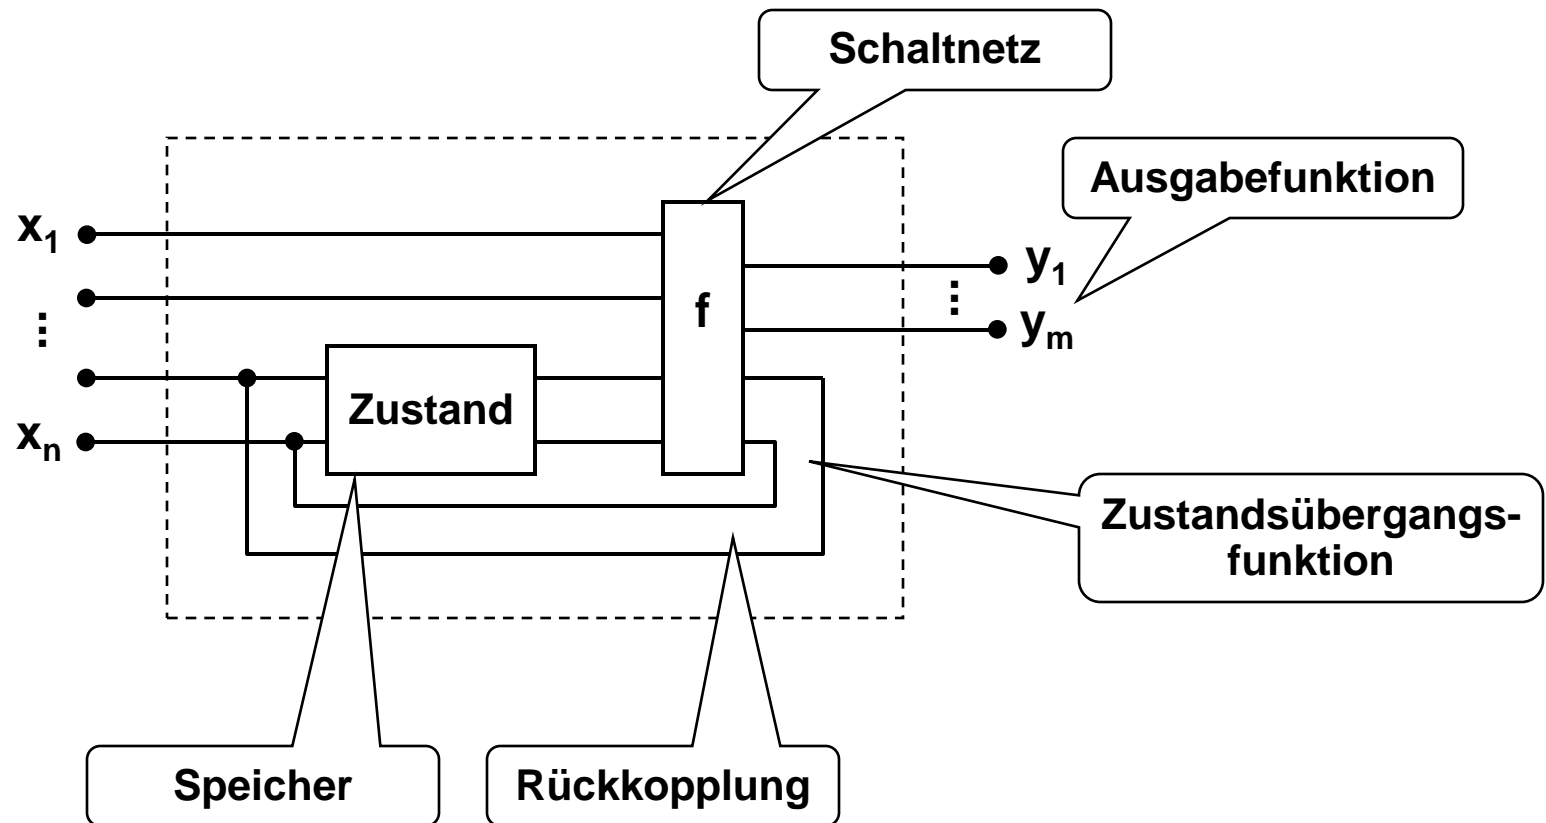 Schaltnetz
Ausgabefunktion
x₁
y₁
⋮
f
⋮
yₘ
Zustand
xₙ
Zustandsübergangs-
funktion
Speicher
Rückkopplung